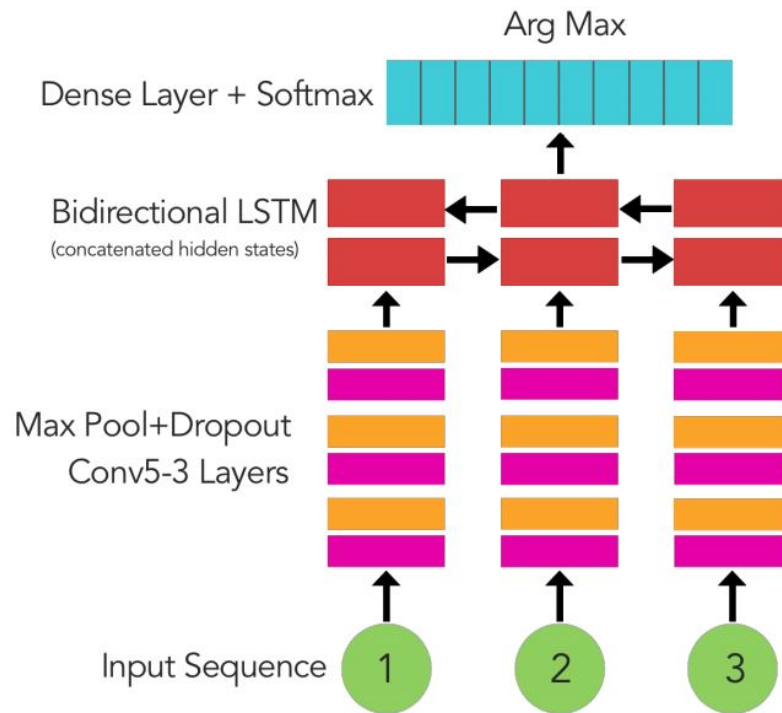 Arg Max
Dense Layer + Softmax
Bidirectional LSTM
(concatenated hidden states)
Max Pool+Dropout
Conv5-3 Layers
Input Sequence
1
2
3